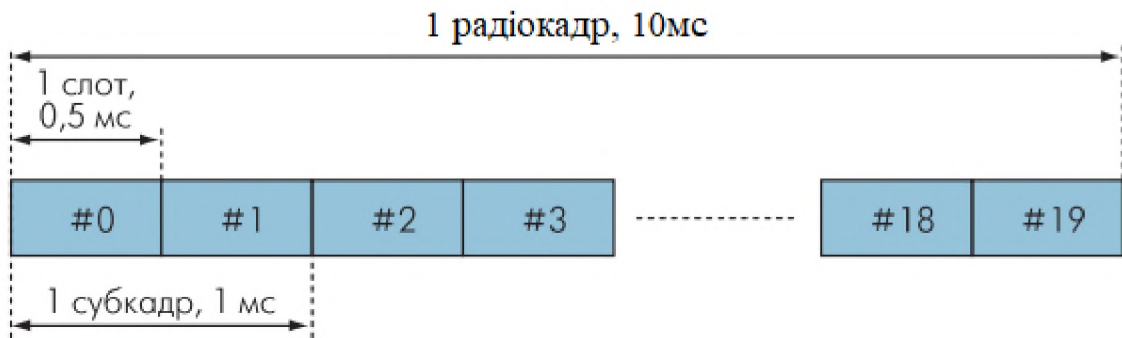 1 радіокадр, 10мс
1 слот,
0,5 мс
#0 #1 #2 #3 #18 #19
1 субкадр, 1 мс